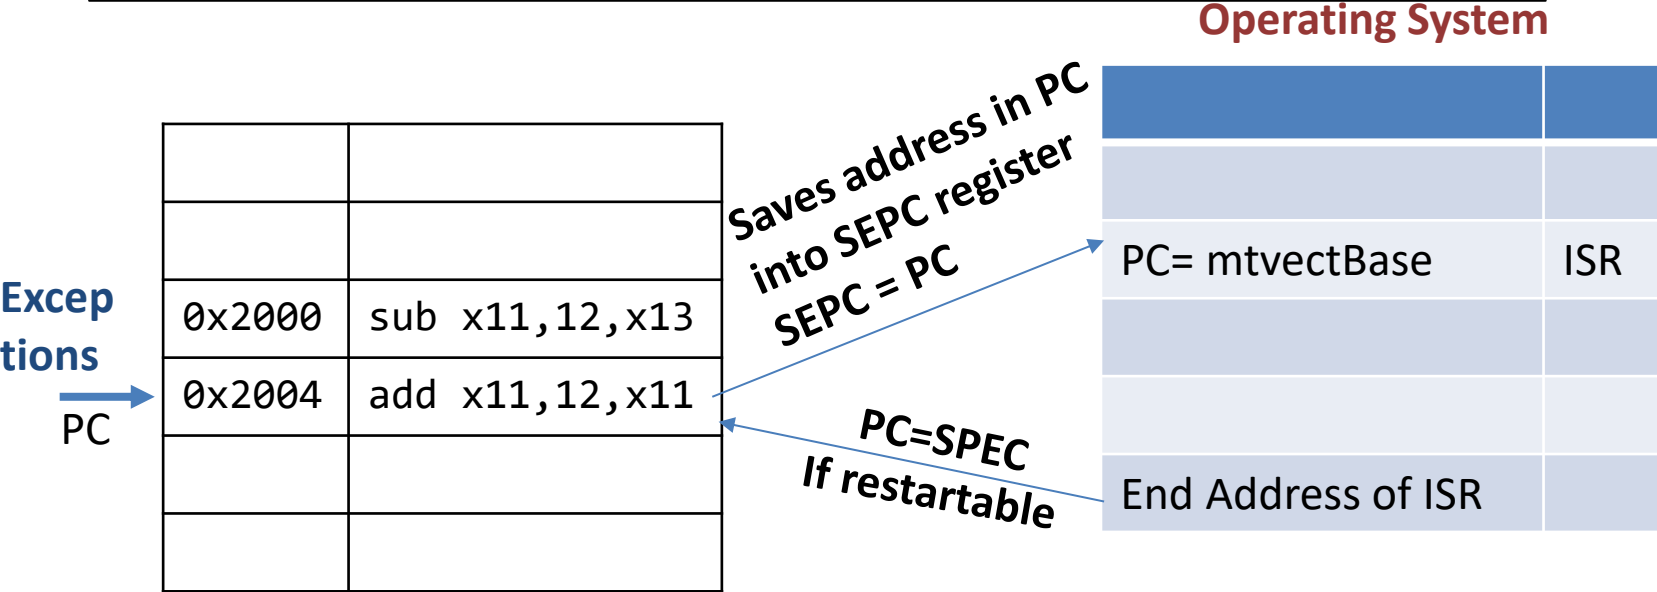 Operating System
Excep
tions
PC
0x2000 sub x11,12,x13
0x2004 add x11,12,x11
Saves address in PC
into SEPC register
SEPC = PC
PC=SPEC
If restartable
PC= mtvectBase ISR
End Address of ISR